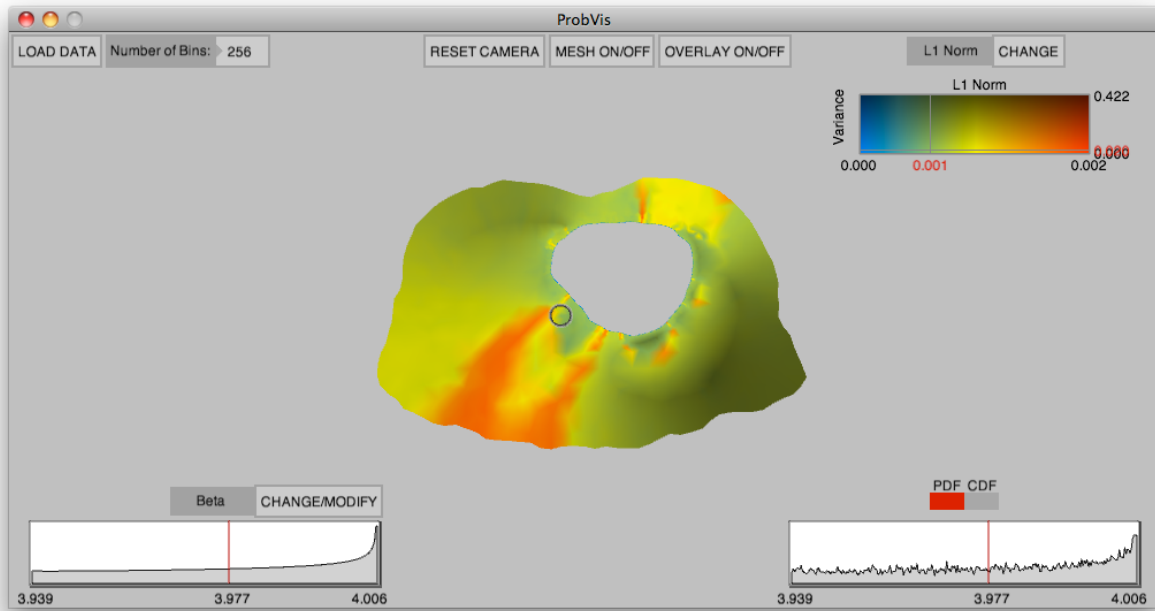 ProbVis
LOAD DATA Number of Bins: 256 RESET CAMERA MESH ON/OFF OVERLAY ON/OFF L1 Norm CHANGE
L1 Norm
Variance
0.422
0.000
0.000 0.001 0.002
Beta CHANGE/MODIFY
PDF CDF
3.939 3.977 4.006
3.939 3.977 4.006